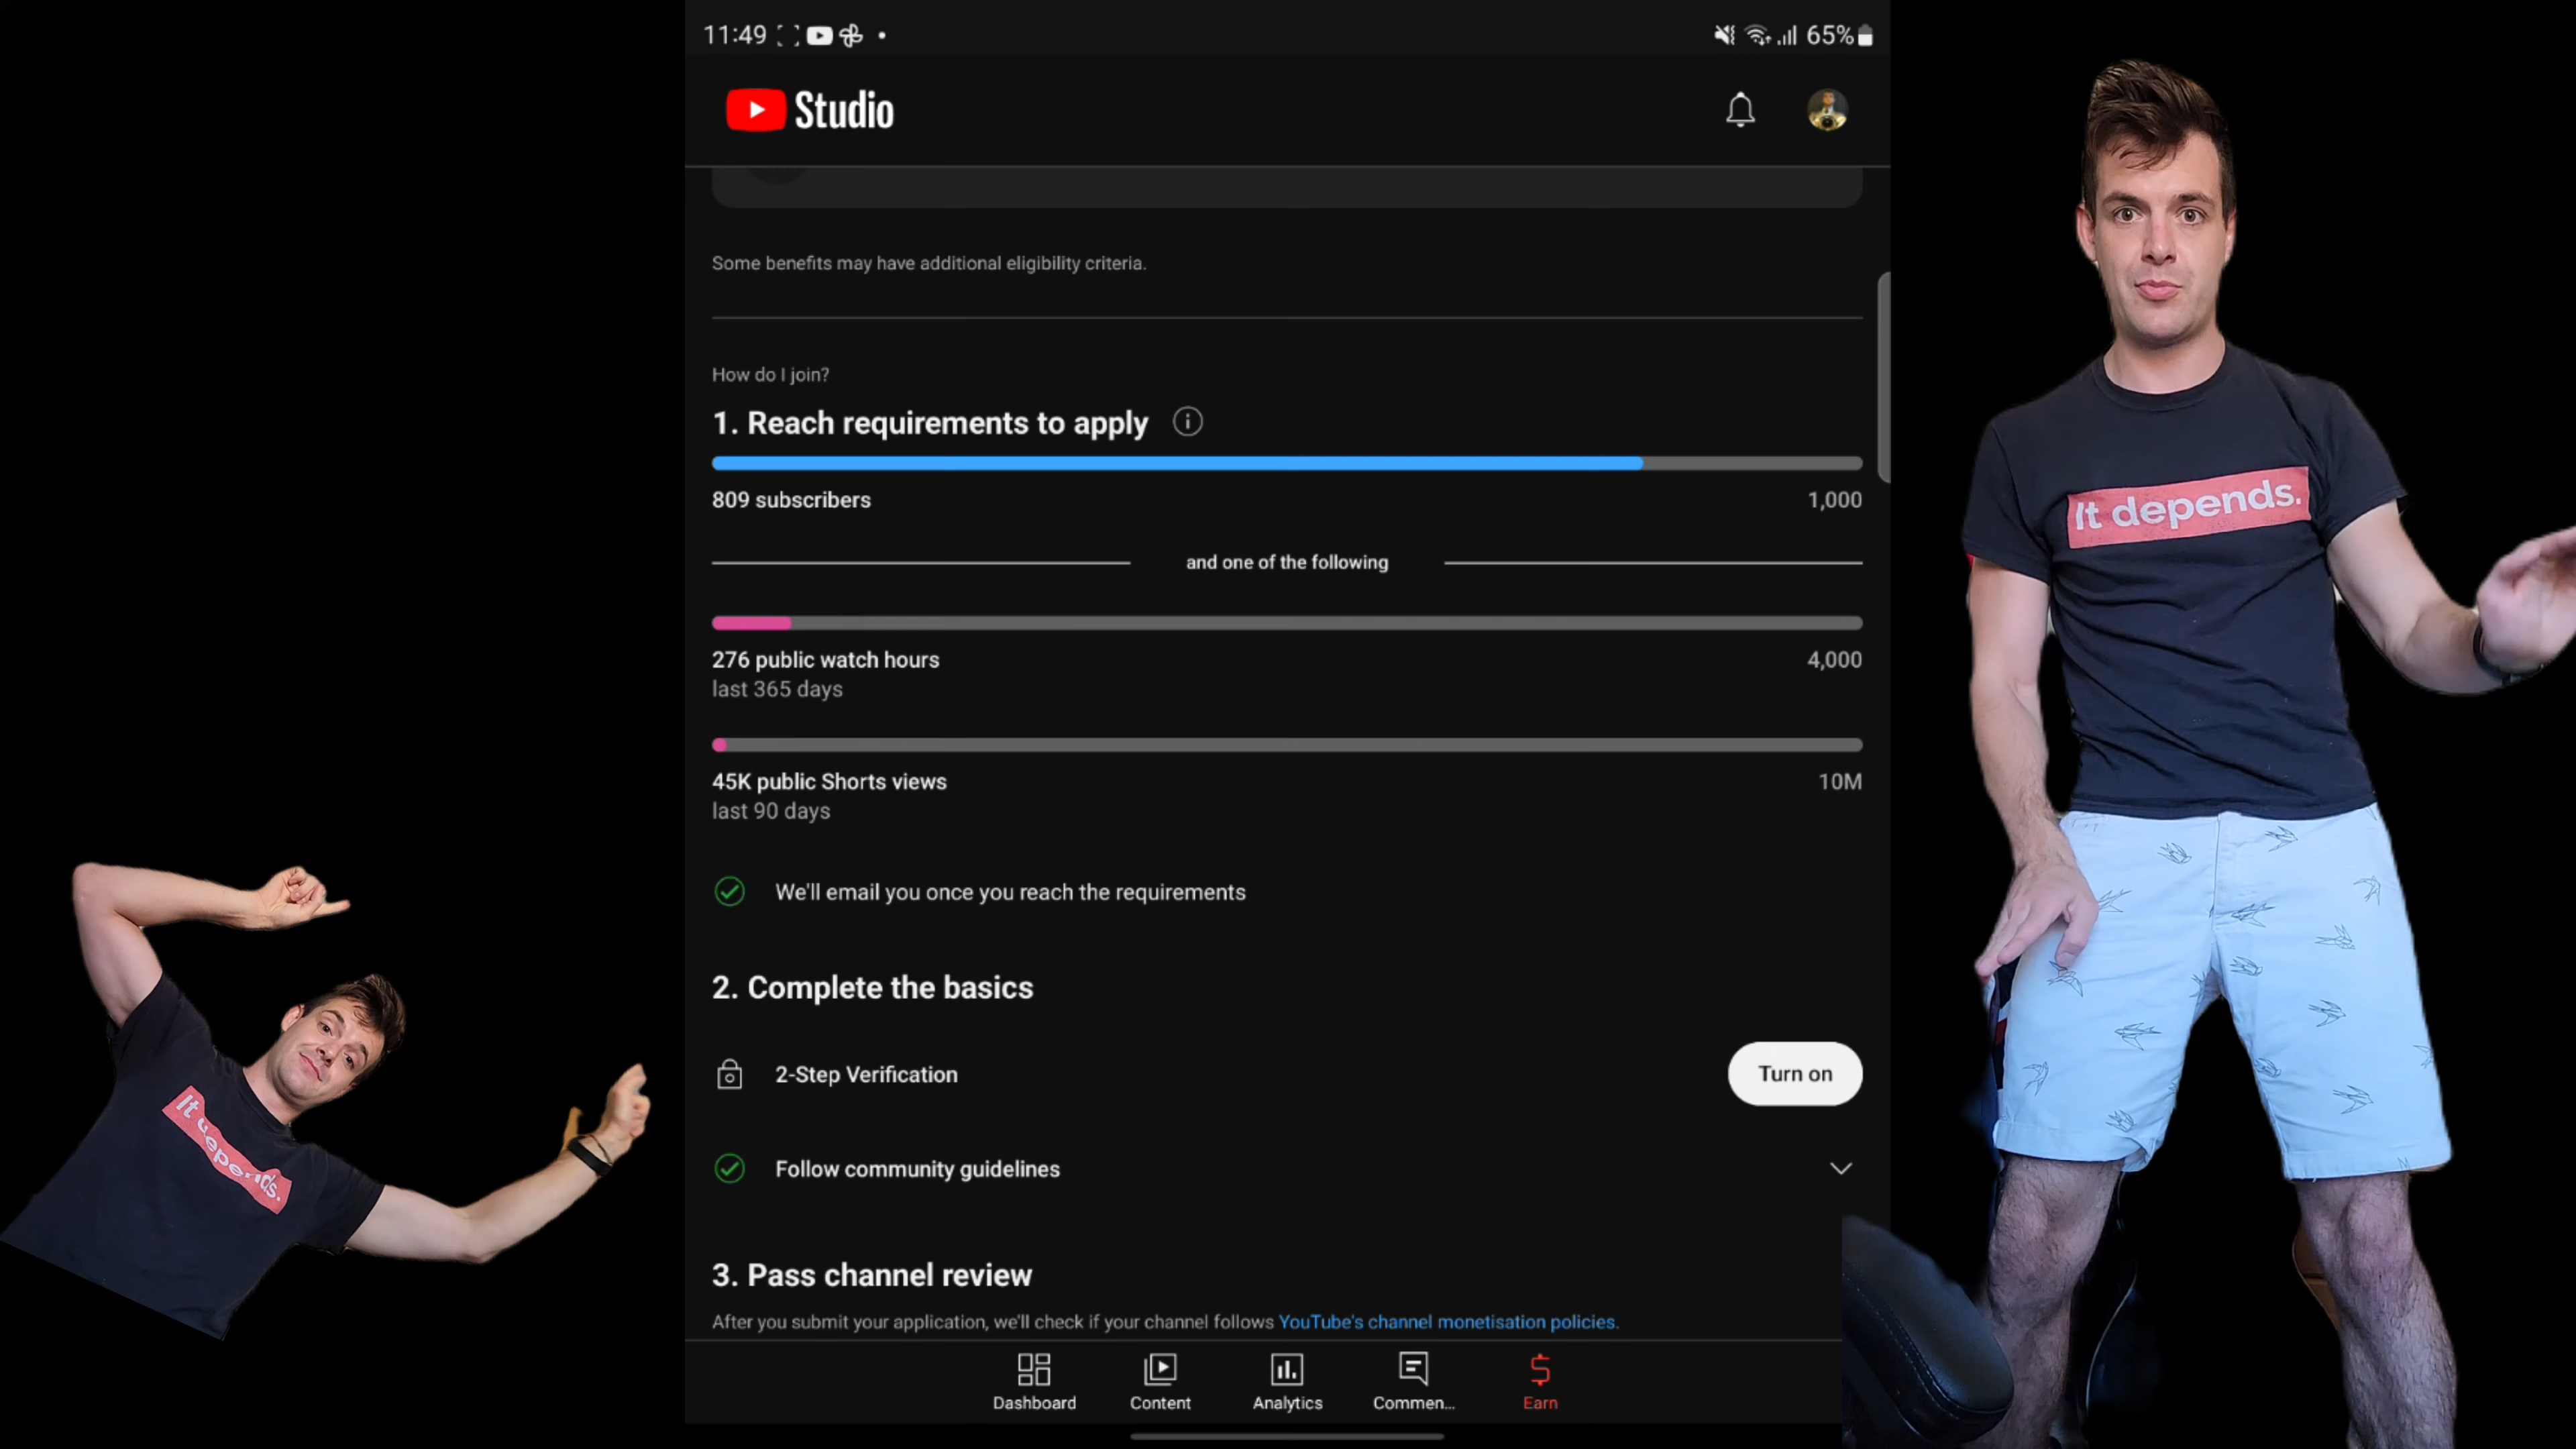 11:49
65%
Studio
Some benefits may have additional eligibility criteria.
How do I join?
1. Reach requirements to apply
809 subscribers
1,000
and one of the following
276 public watch hours
4,000
last 365 days
45K public Shorts views
10M
last 90 days
We'll email you once you reach the requirements
2. Complete the basics
2-Step Verification
Turn on
Follow community guidelines
3. Pass channel review
After you submit your application, we'll check if your channel follows YouTube's channel monetisation policies.
Dashboard
Content
Analytics
Commen...
Earn
It depends.
It depends.